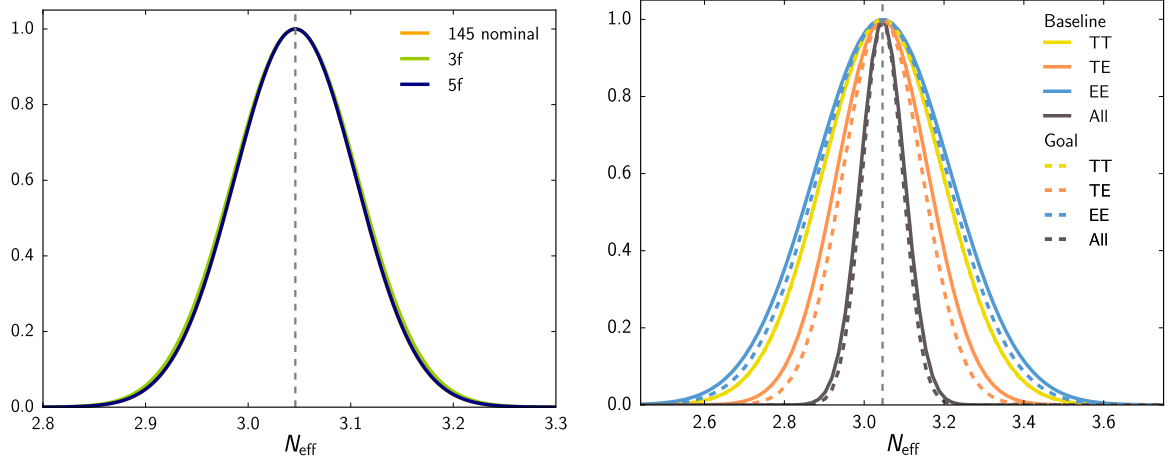 1.0
0.8
0.6
0.4
0.2
0.0
2.8 2.9 3.0 3.1 3.2 3.3
Neff
145 nominal
3f
5f
1.0
0.8
0.6
0.4
0.2
0.0
2.6 2.8 3.0 3.2 3.4 3.6
Neff
Baseline
TT
TE
EE
All
Goal
TT
TE
EE
All